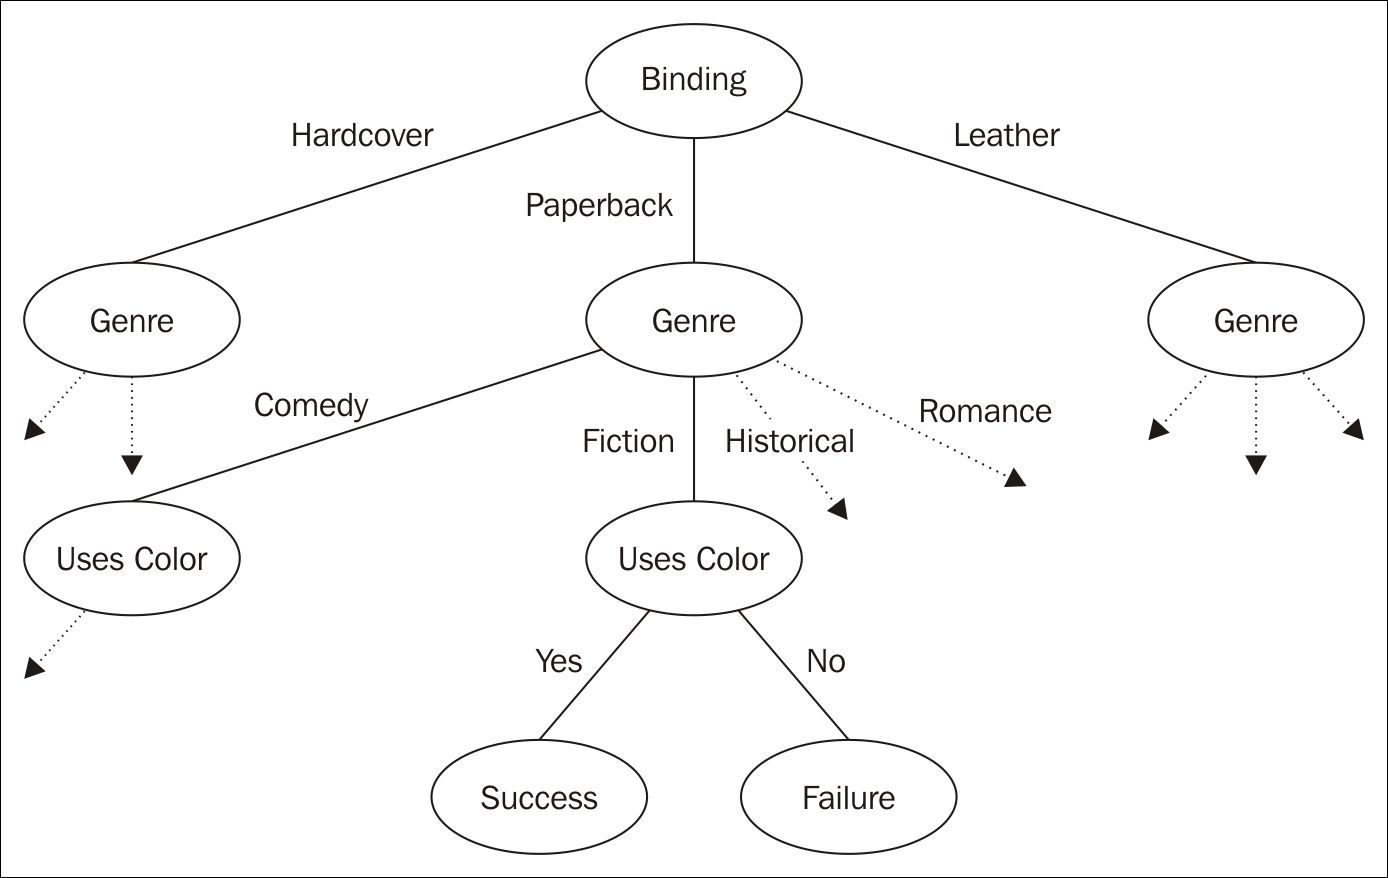 Binding
Hardcover
Leather
Paperback
Genre
Genre
Genre
Comedy
Romance
Fiction
Historical
Uses Color
Uses Color
Yes
No
Success
Failure